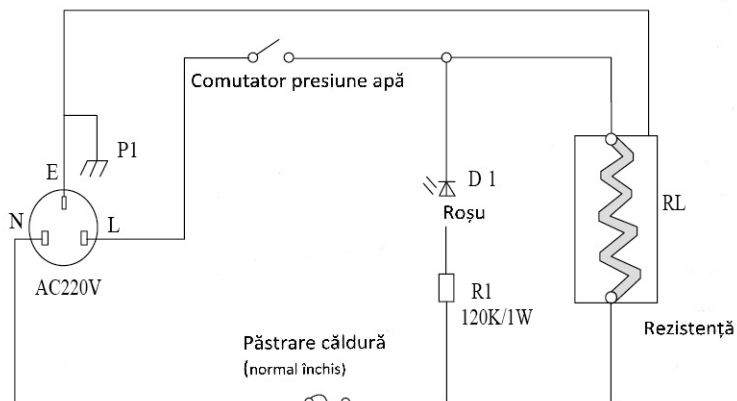 Comutator presiune apă
P1
E
D 1
N
L
Roșu
RL
AC220V
R1
120K/1W
Rezistență
Păstrare căldură
(normal închis)